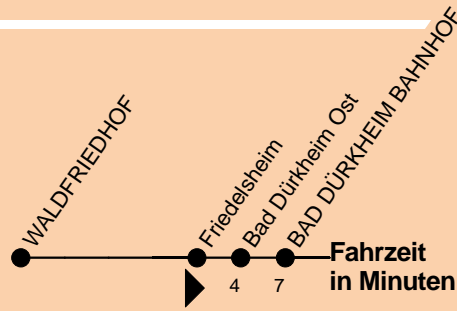 WALDFRIEDHOF
Friedelsheim
Bad Dürkheim Ost
BAD DÜRKHEIM BAHNHOF
Fahrzeit
in Minuten
4 7